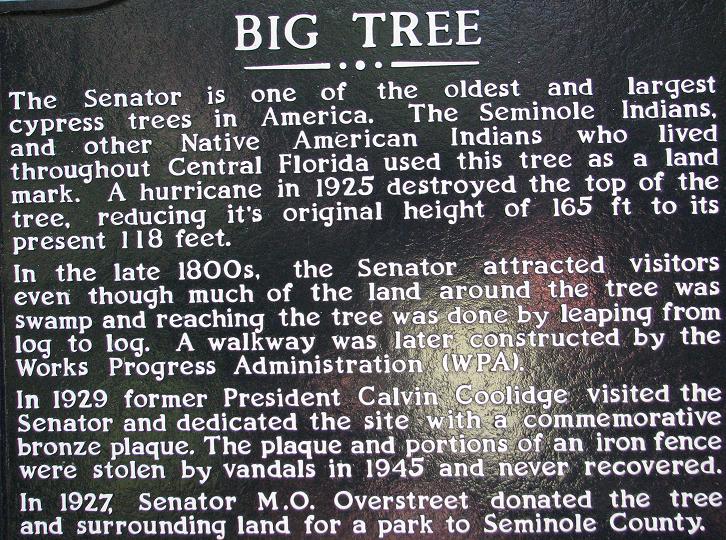 BIG TREE
The Senator is one of the oldest and largest
cypress trees in America. The Seminole Indians,
and other Native American Indians who lived
throughout Central Florida used this tree as a land
mark. A hurricane in 1925 destroyed the top of the
tree, reducing it's original height of 165 ft to its
present 118 feet.
In the late 1800s, the Senator attracted visitors
even though much of the land around the tree was
swamp and reaching the tree was done by leaping from
log to log. A walkway was later constructed by the
Works Progress Administration (WPA).
In 1929 former President Calvin Coolidge visited the
Senator and dedicated the site with a commemorative
bronze plaque. The plaque and portions of an iron fence
were stolen by vandals in 1945 and never recovered.
In 1927, Senator M.O. Overstreet donated the tree
and surrounding land for a park to Seminole County.